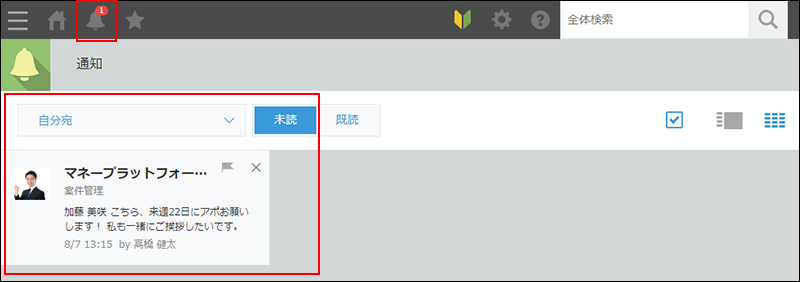 1
全体検索
通知
自分宛
未読 既読
マネープラットフォー…
案件管理
加藤 美咲 こちら、来週22日にアポお願い
します！ 私も一緒にご挨拶したいです。
8/7 13:15 by 高橋 健太